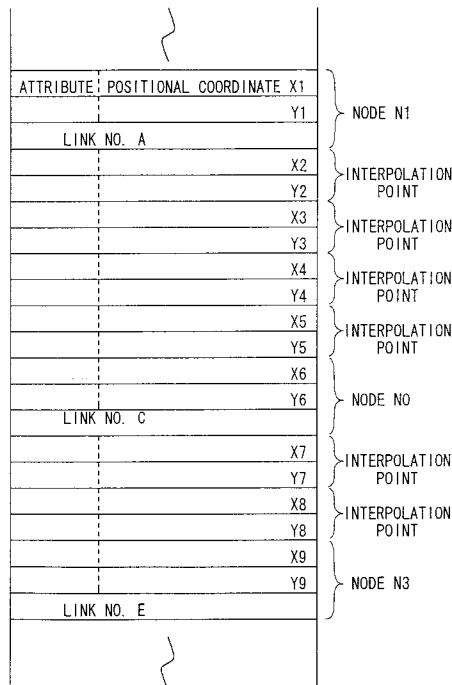 ATTRIBUTE POSITIONAL COORDINATE X1
Y1
NODE N1
LINK NO. A
X2
Y2
INTERPOLATION
POINT
X3
Y3
INTERPOLATION
POINT
X4
Y4
INTERPOLATION
POINT
X5
Y5
INTERPOLATION
POINT
X6
Y6
NODE NO
LINK NO. C
X7
Y7
INTERPOLATION
POINT
X8
Y8
INTERPOLATION
POINT
X9
Y9
NODE N3
LINK NO. E